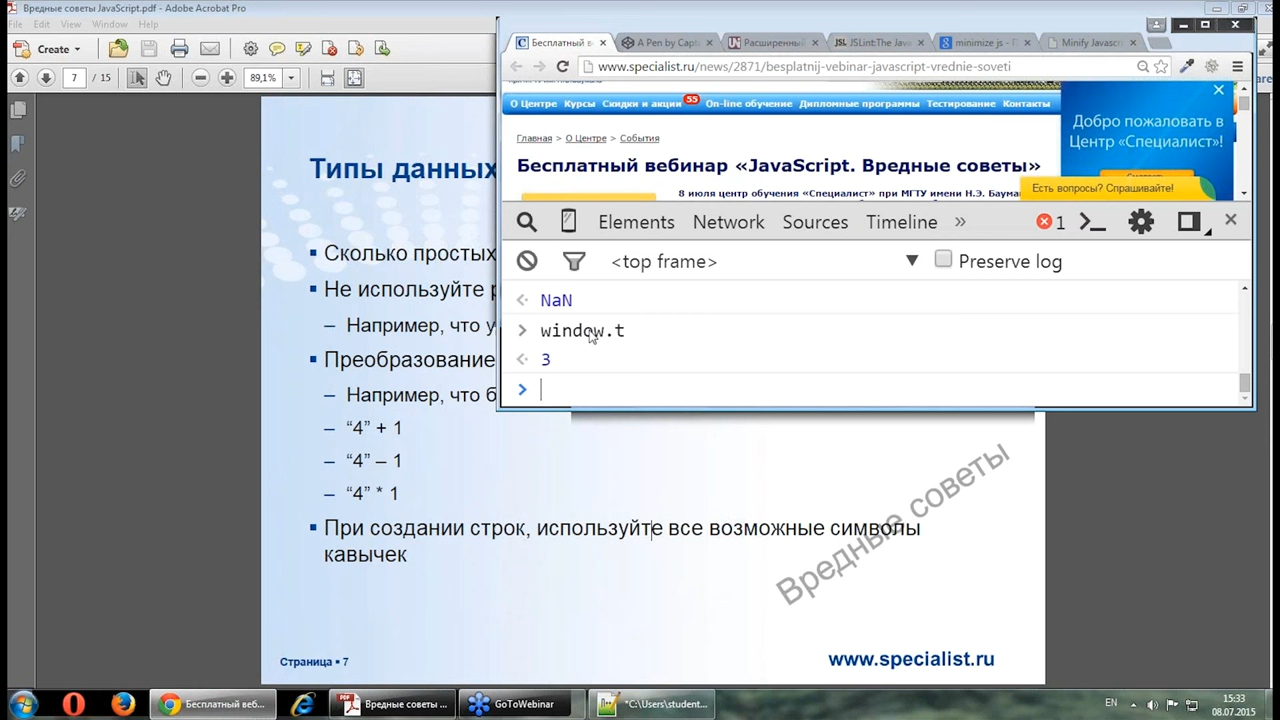 Вредные советы JavaScript.pdf - Adobe Acrobat Pro
File Edit View Window Help
Create
7 / 15
89,1%
Типы данных
Сколько простых
Не используйте
– Например, что у
Преобразование
– Например, что
– “4” + 1
– “4” – 1
– “4” * 1
При создании строк, используйте все возможные символы
кавычек
Вредные советы
Страница ▪ 7
www.specialist.ru
Бесплатный в
A Pen by Capt
Расширенный
JSLint:The Java
minimize js - П
Minify Javascr
www.specialist.ru/news/2871/besplatnij-vebinar-javascript-vrednie-soveti
О Центре Курсы Скидки и акции 55 On-line обучение Дипломные программы Тестирование Контакты
Главная > О Центре > События
Бесплатный вебинар «JavaScript. Вредные советы»
8 июля центр обучения «Специалист» при МГТУ имени Н.Э. Баума
Добро пожаловать в
Центр «Специалист»!
Есть вопросы? Спрашивайте!
Elements Network Sources Timeline » 1
<top frame> Preserve log
NaN
window.t
3
Бесплатный веб...
Вредные советы ...
GoToWebinar
*C:\Users\student...
EN
15:33
08.07.2015